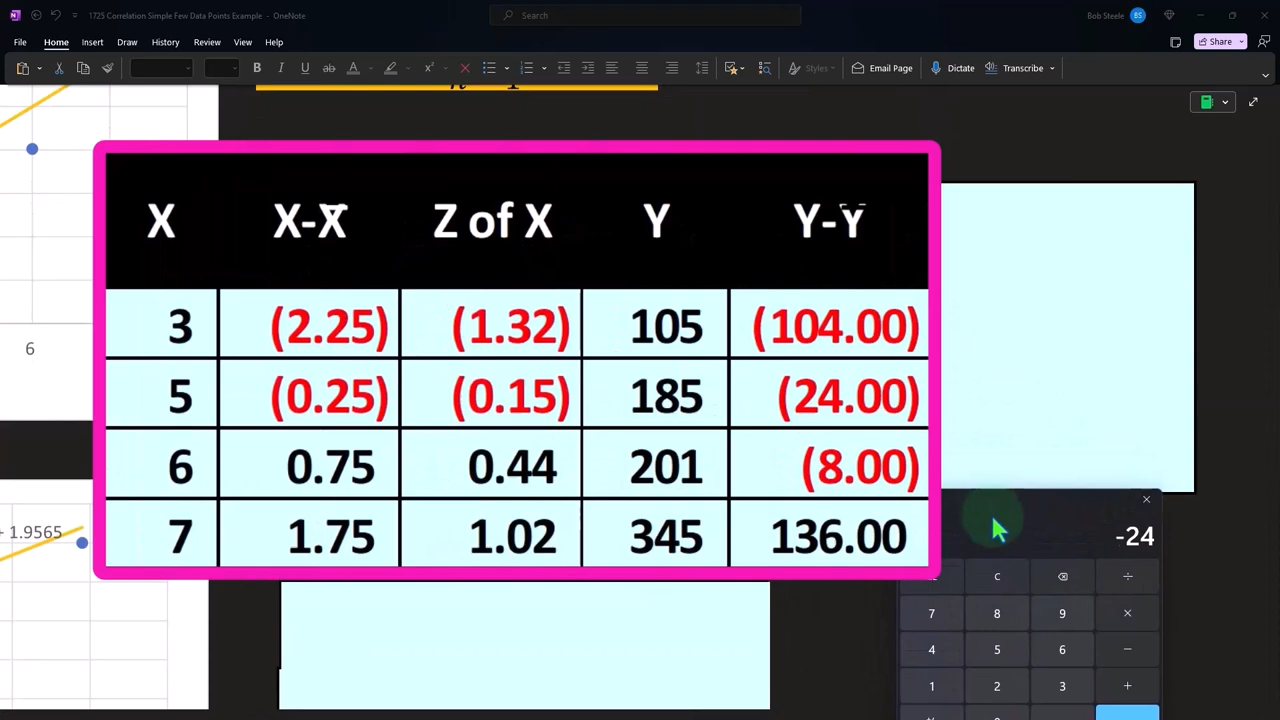 1725 Correlation Simple Few Data Points Example - OneNote
Search
Bob Steele BS
File Home Insert Draw History Review View Help
Share
B I U ab A Styles Email Page Dictate Transcribe
X X-X̅ Z of X Y Y-Y̅
3 (2.25) (1.32) 105 (104.00)
5 (0.25) (0.15) 185 (24.00)
6 0.75 0.44 201 (8.00)
7 1.75 1.02 345 136.00
6
+ 1.9565
-24
C ÷
7 8 9 ×
4 5 6 −
1 2 3 +